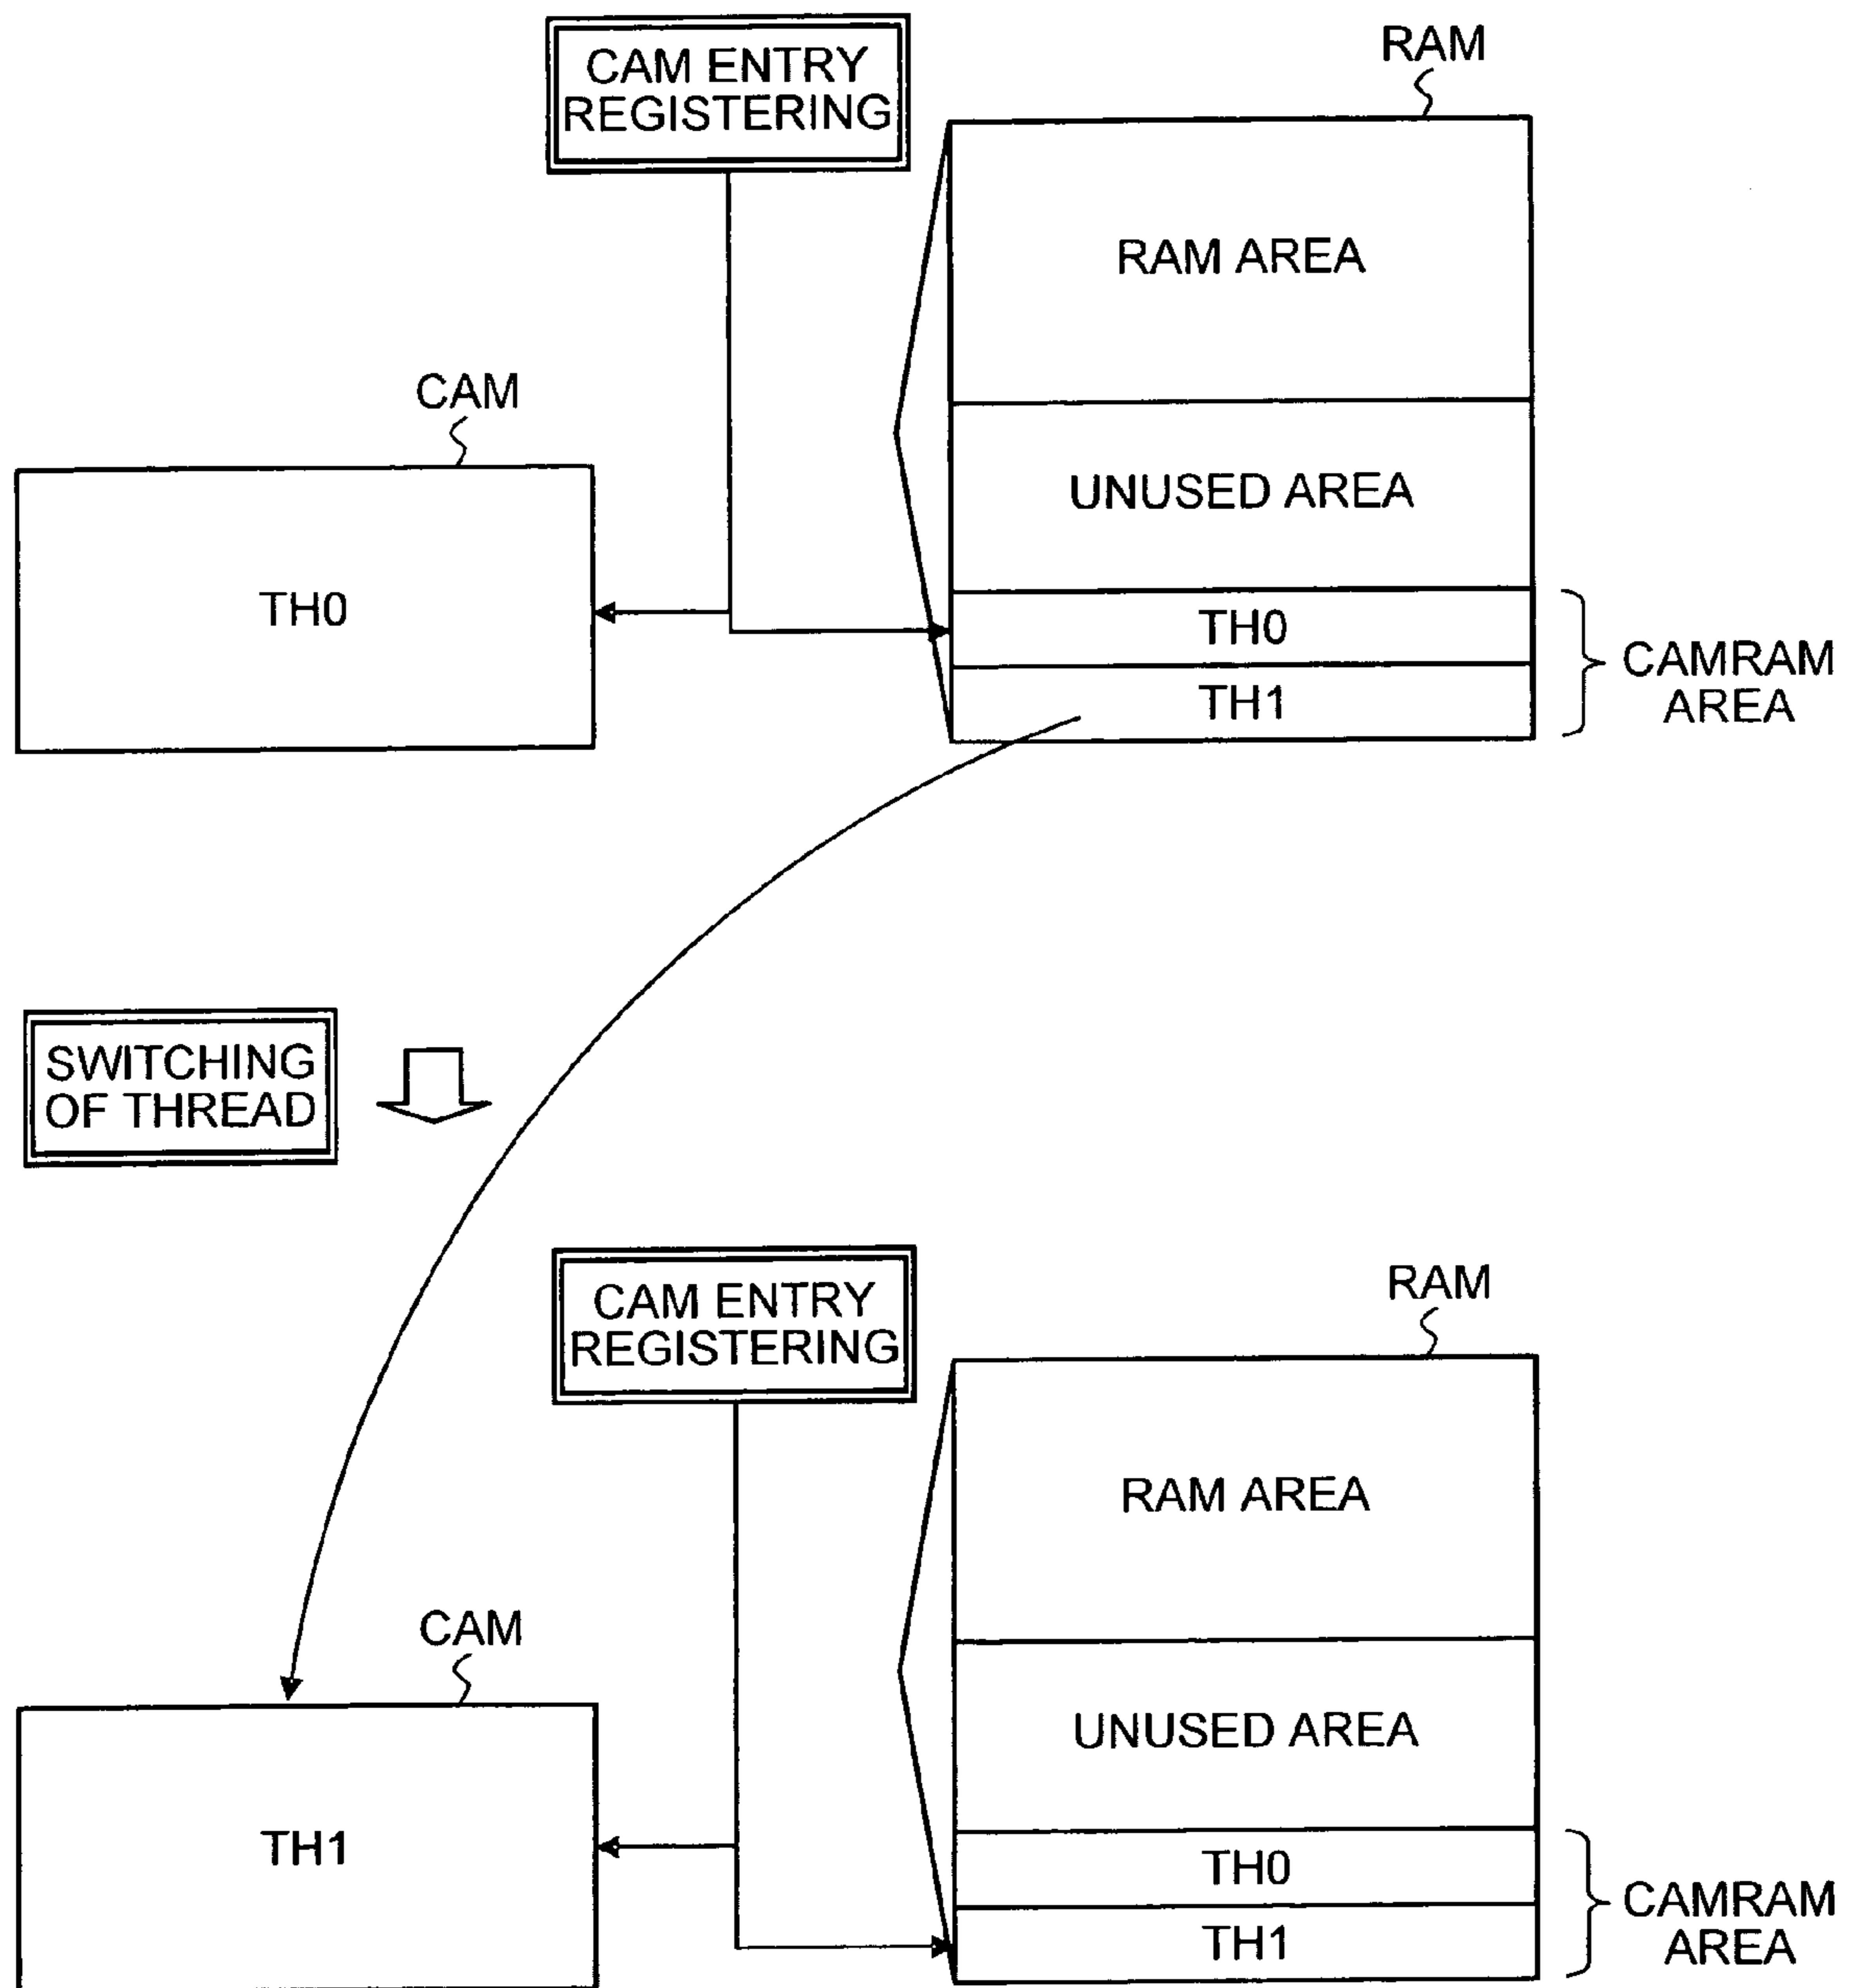 CAM ENTRY
REGISTERING
RAM
RAM AREA
CAM
UNUSED AREA
TH0
TH0
TH1
CAMRAM
AREA
SWITCHING
OF THREAD
CAM ENTRY
REGISTERING
RAM
RAM AREA
CAM
UNUSED AREA
TH1
TH0
TH1
CAMRAM
AREA